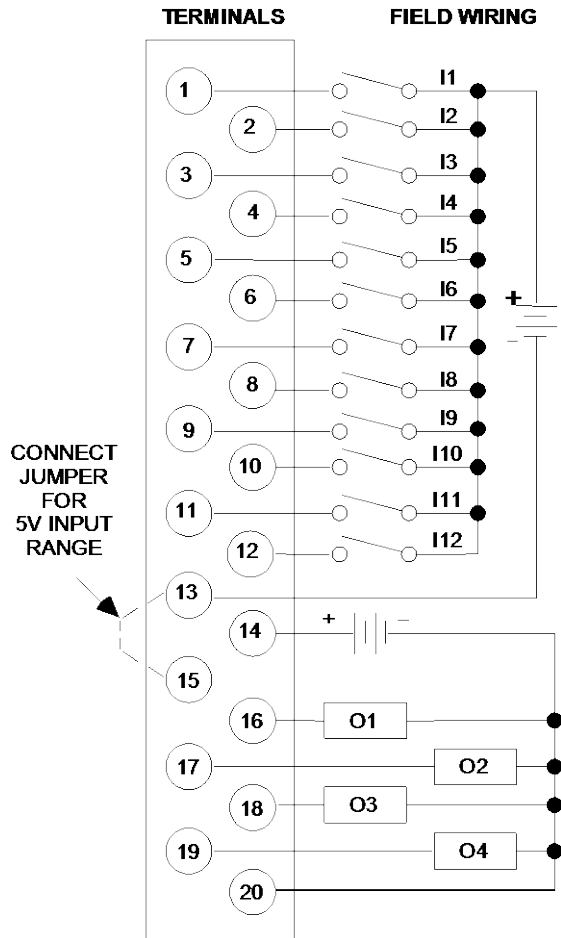 TERMINALS
FIELD WIRING
1
I1
2
I2
3
I3
4
I4
5
I5
6
I6
+
-
7
I7
8
I8
9
I9
CONNECT
JUMPER
FOR
5V INPUT
RANGE
10
I10
11
I11
12
I12
13
14
+
-
15
16
O1
17
O2
18
O3
19
O4
20